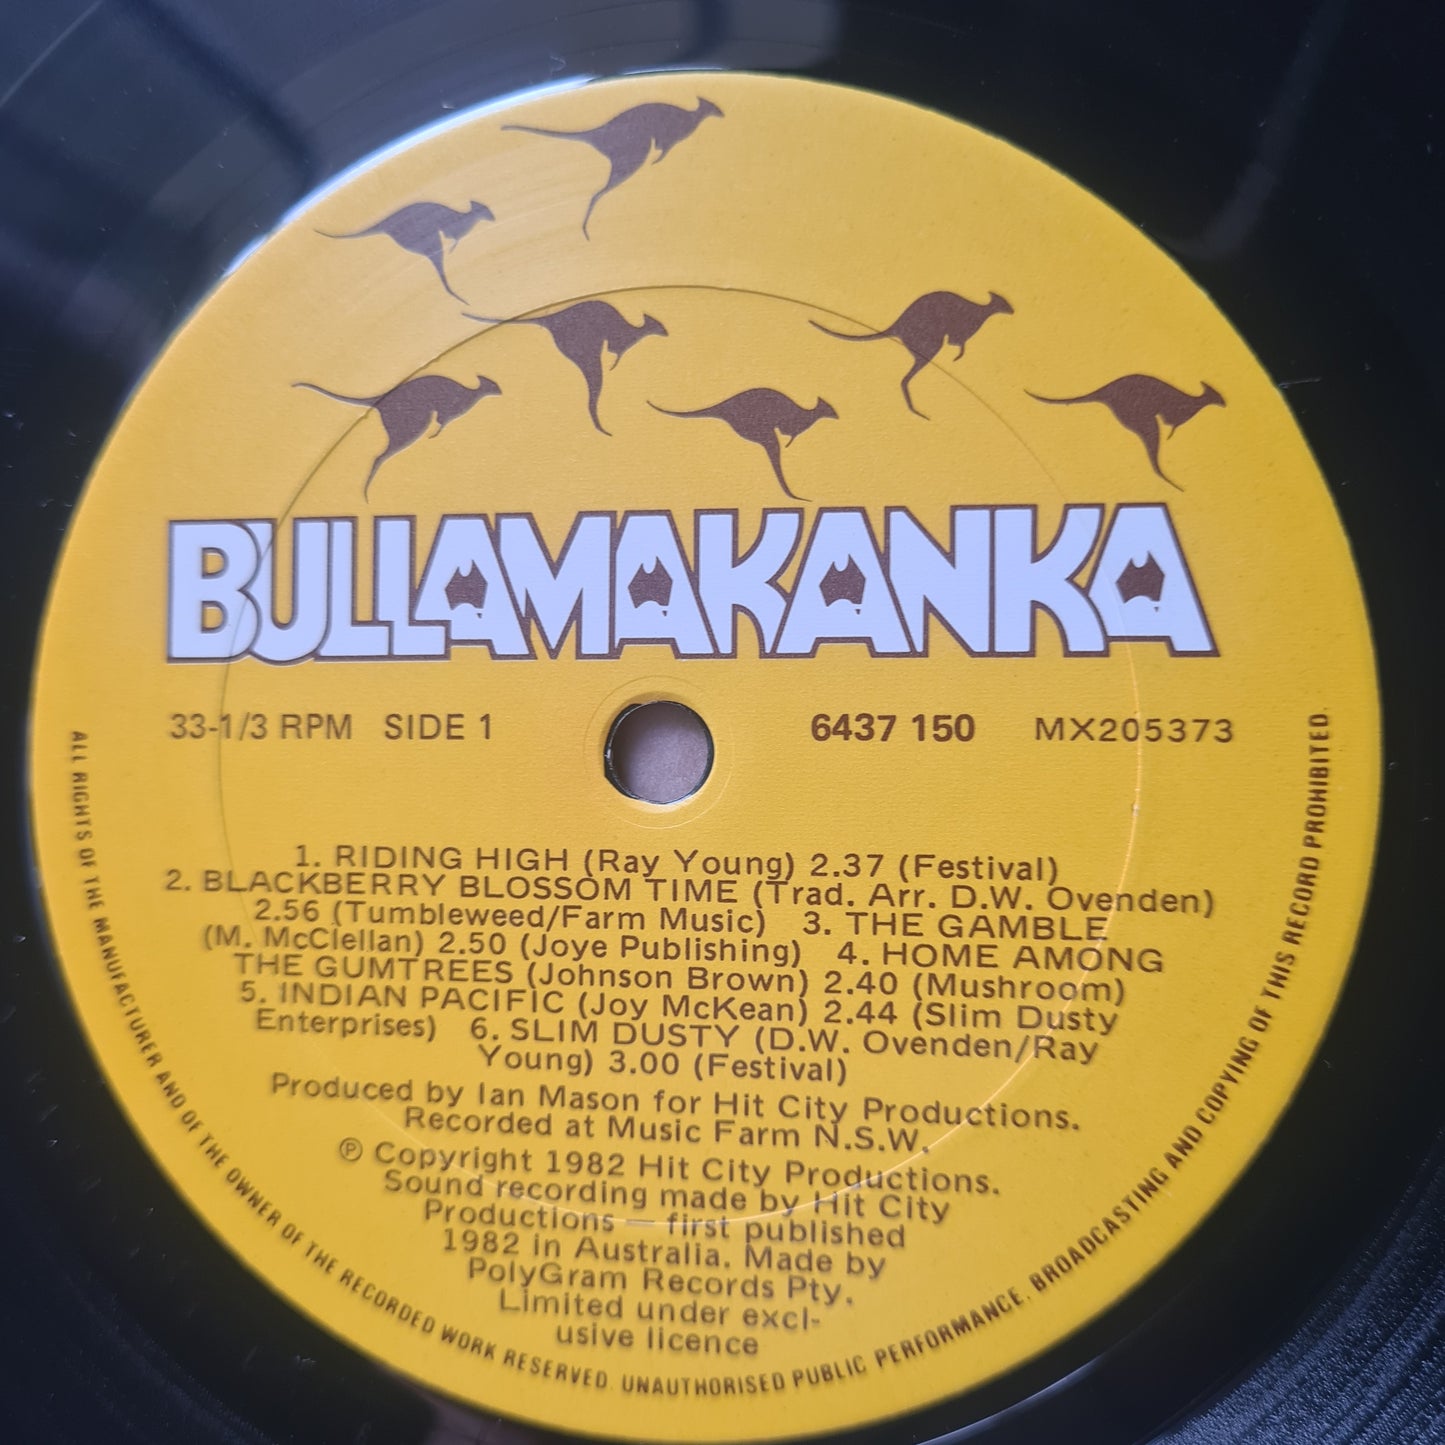 BULLAMAKANKA
33-1/3 RPM SIDE 1 6437 150 MX205373
1. RIDING HIGH (Ray Young) 2.37 (Festival)
2. BLACKBERRY BLOSSOM TIME (Trad. Arr. D.W. Ovenden)
2.56 (Tumbleweed/Farm Music) 3. THE GAMBLE
(M. McClellan) 2.50 (Joye Publishing) 4. HOME AMONG
THE GUMTREES (Johnson Brown) 2.40 (Mushroom)
5. INDIAN PACIFIC (Joy McKean) 2.44 (Slim Dusty
Enterprises) 6. SLIM DUSTY (D.W. Ovenden/Ray
Young) 3.00 (Festival)
Produced by Ian Mason for Hit City Productions.
Recorded at Music Farm N.S.W.
℗ Copyright 1982 Hit City Productions.
Sound recording made by Hit City
Productions — first published
1982 in Australia. Made by
PolyGram Records Pty.
Limited under excl-
usive licence
ALL RIGHTS OF THE MANUFACTURER AND OF THE OWNER OF THE RECORDED WORK RESERVED. UNAUTHORISED PUBLIC PERFORMANCE. BROADCASTING AND COPYING OF THIS RECORD PROHIBITED.